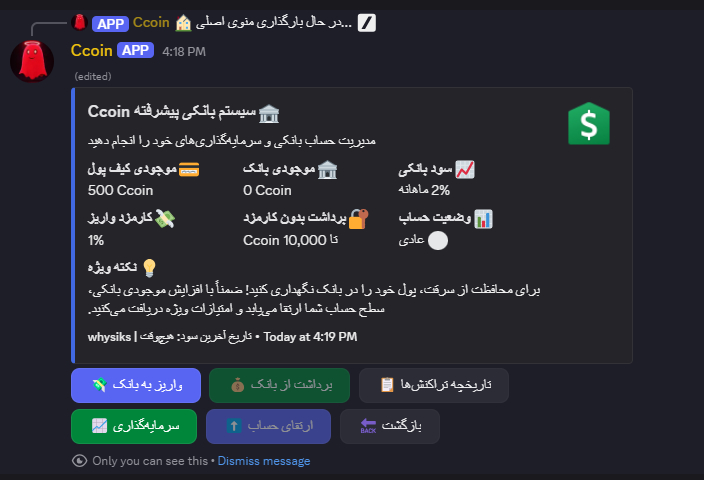 APP Ccoin 🏠 در حال بارگذاری منوی اصلی...
Ccoin APP 4:18 PM
(edited)
🏛️ سیستم بانکی پیشرفته Ccoin
مدیریت حساب بانکی و سرمایه‌گذاری‌های خود را انجام دهید
💳 موجودی کیف پول
500 Ccoin
🏛️ موجودی بانک
0 Ccoin
📈 سود بانکی
2% ماهانه
💸 کارمزد واریز
1%
🔐 برداشت بدون کارمزد
تا 10,000 Ccoin
📊 وضعیت حساب
⚪ عادی
💡 نکته ویژه
برای محافظت از سرقت، پول خود را در بانک نگهداری کنید! ضمناً با افزایش موجودی بانکی،
سطح حساب شما ارتقا می‌یابد و امتیازات ویژه دریافت می‌کنید.
whysiks | تاریخ آخرین سود: هیچوقت • Today at 4:19 PM
💸 واریز به بانک
💰 برداشت از بانک
📋 تاریخچه تراکنش‌ها
📈 سرمایه‌گذاری
⬆️ ارتقای حساب
🔙 بازگشت
Only you can see this • Dismiss message